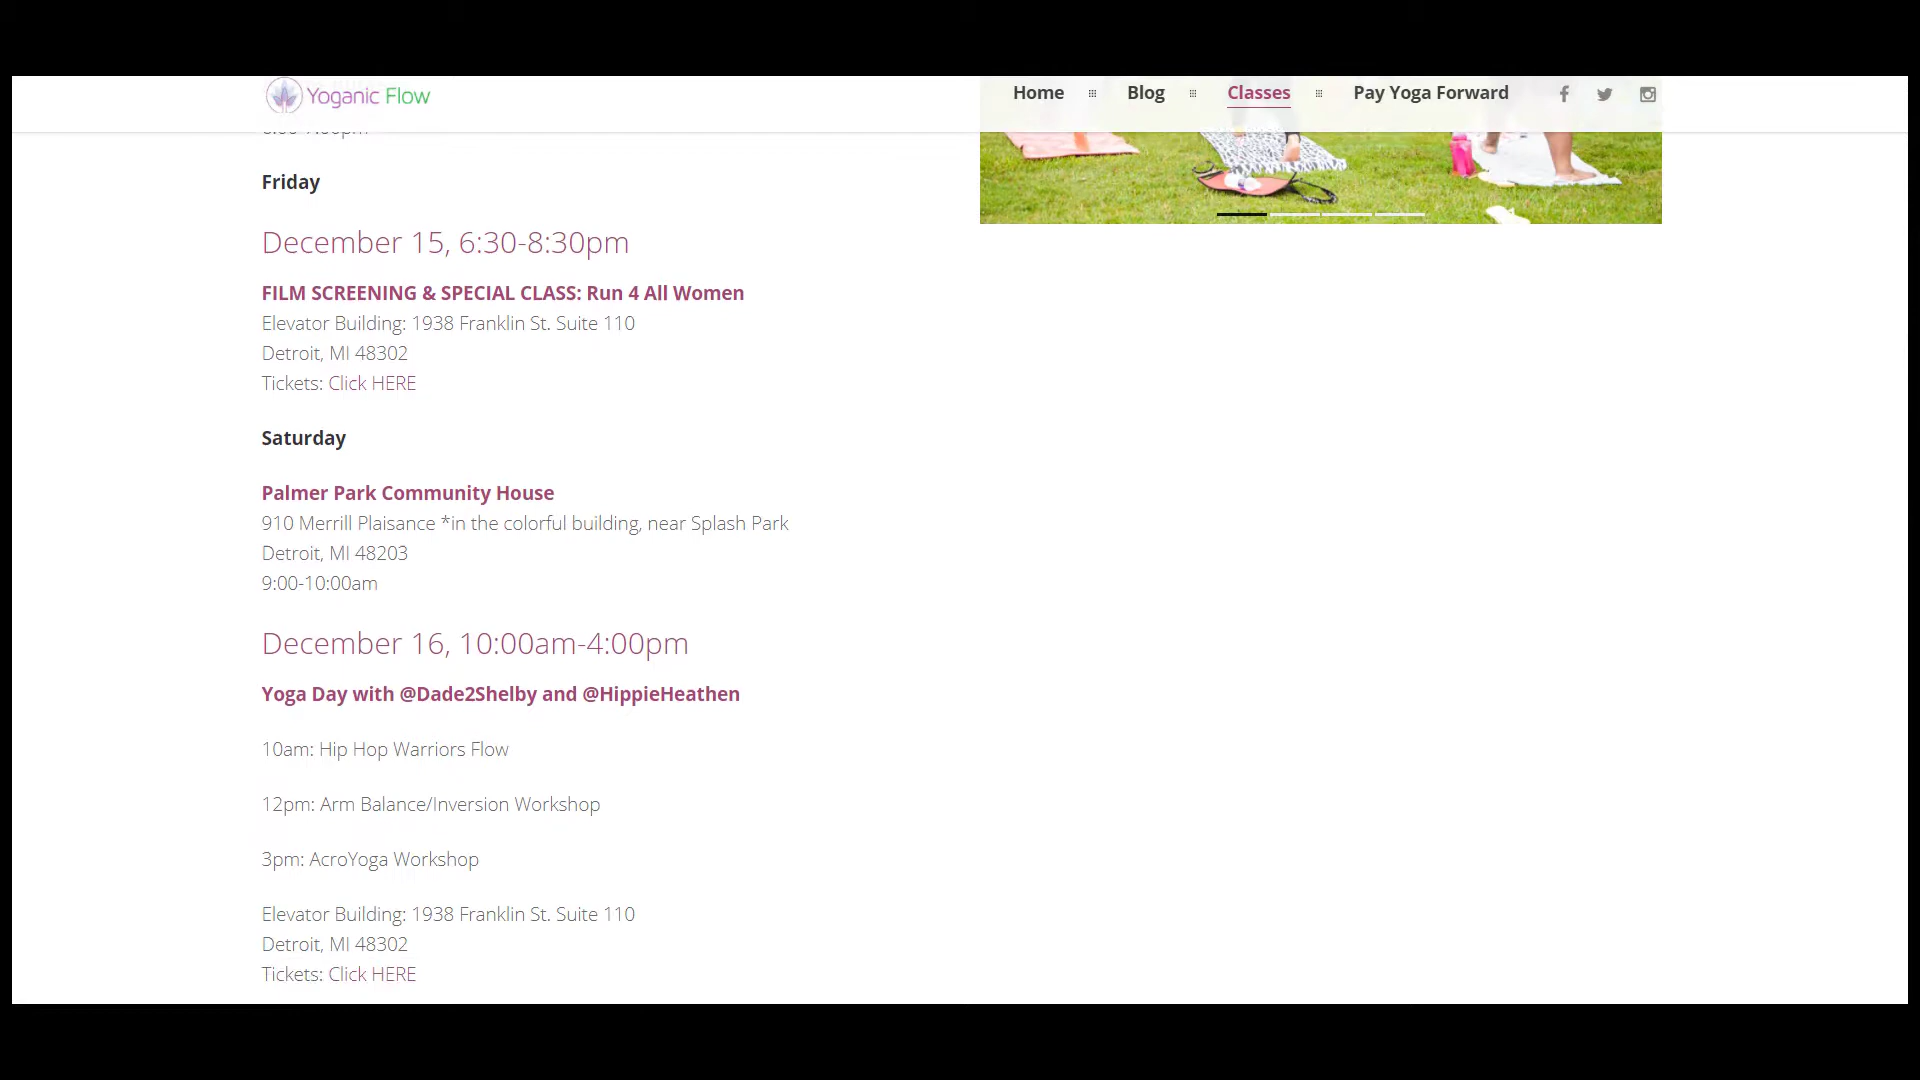 Yoganic Flow
Home
Blog
Classes
Pay Yoga Forward
Friday
December 15, 6:30-8:30pm
FILM SCREENING & SPECIAL CLASS: Run 4 All Women
Elevator Building: 1938 Franklin St. Suite 110
Detroit, MI 48302
Tickets: Click HERE
Saturday
Palmer Park Community House
910 Merrill Plaisance *in the colorful building, near Splash Park
Detroit, MI 48203
9:00-10:00am
December 16, 10:00am-4:00pm
Yoga Day with @Dade2Shelby and @HippieHeathen
10am: Hip Hop Warriors Flow
12pm: Arm Balance/Inversion Workshop
3pm: AcroYoga Workshop
Elevator Building: 1938 Franklin St. Suite 110
Detroit, MI 48302
Tickets: Click HERE